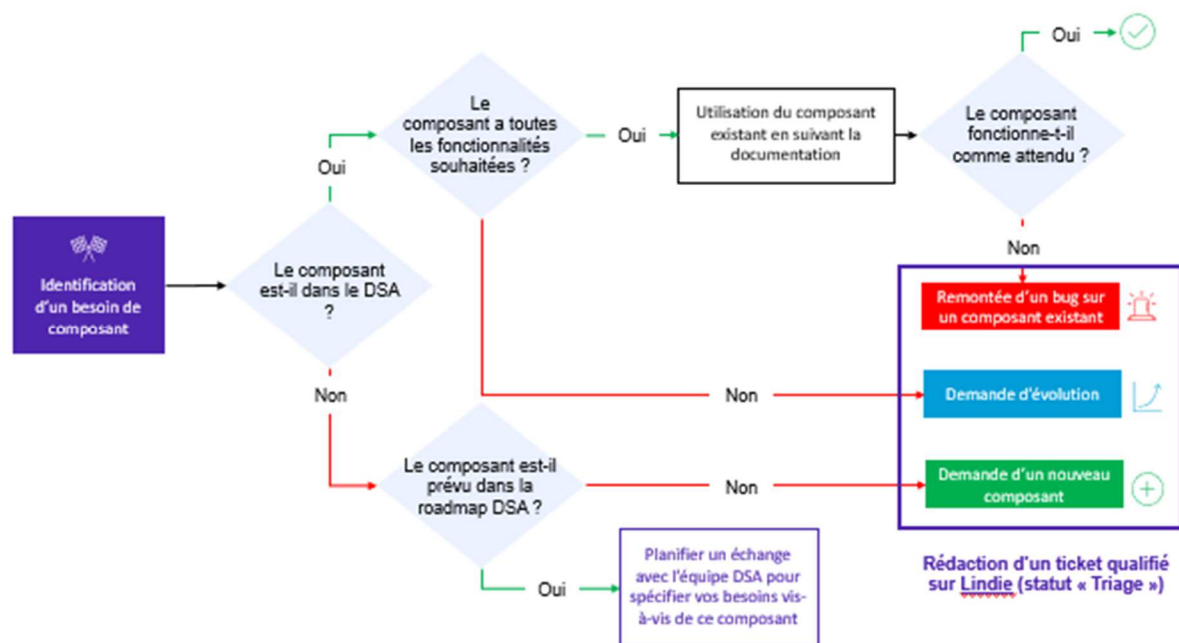 Oui
Le
composant a toutes
les fonctionnalités
souhaitées ?
Oui
Utilisation du composant
existant en suivant la
documentation
Le composant
fonctionne-t-il
comme attendu ?
Oui
Identification
d'un besoin de
composant
Le composant
est-il dans le DSA
?
Non
Remontée d'un bug sur
un composant existant
Non
Non
Demande d'évolution
Le composant est-il
prévu dans la
roadmap DSA ?
Non
Demande d'un nouveau
composant
Oui
Planifier un échange
avec l'équipe DSA pour
spécifier vos besoins vis-
à-vis de ce composant
Rédaction d'un ticket qualifié
sur Lindie (statut « Triage »)